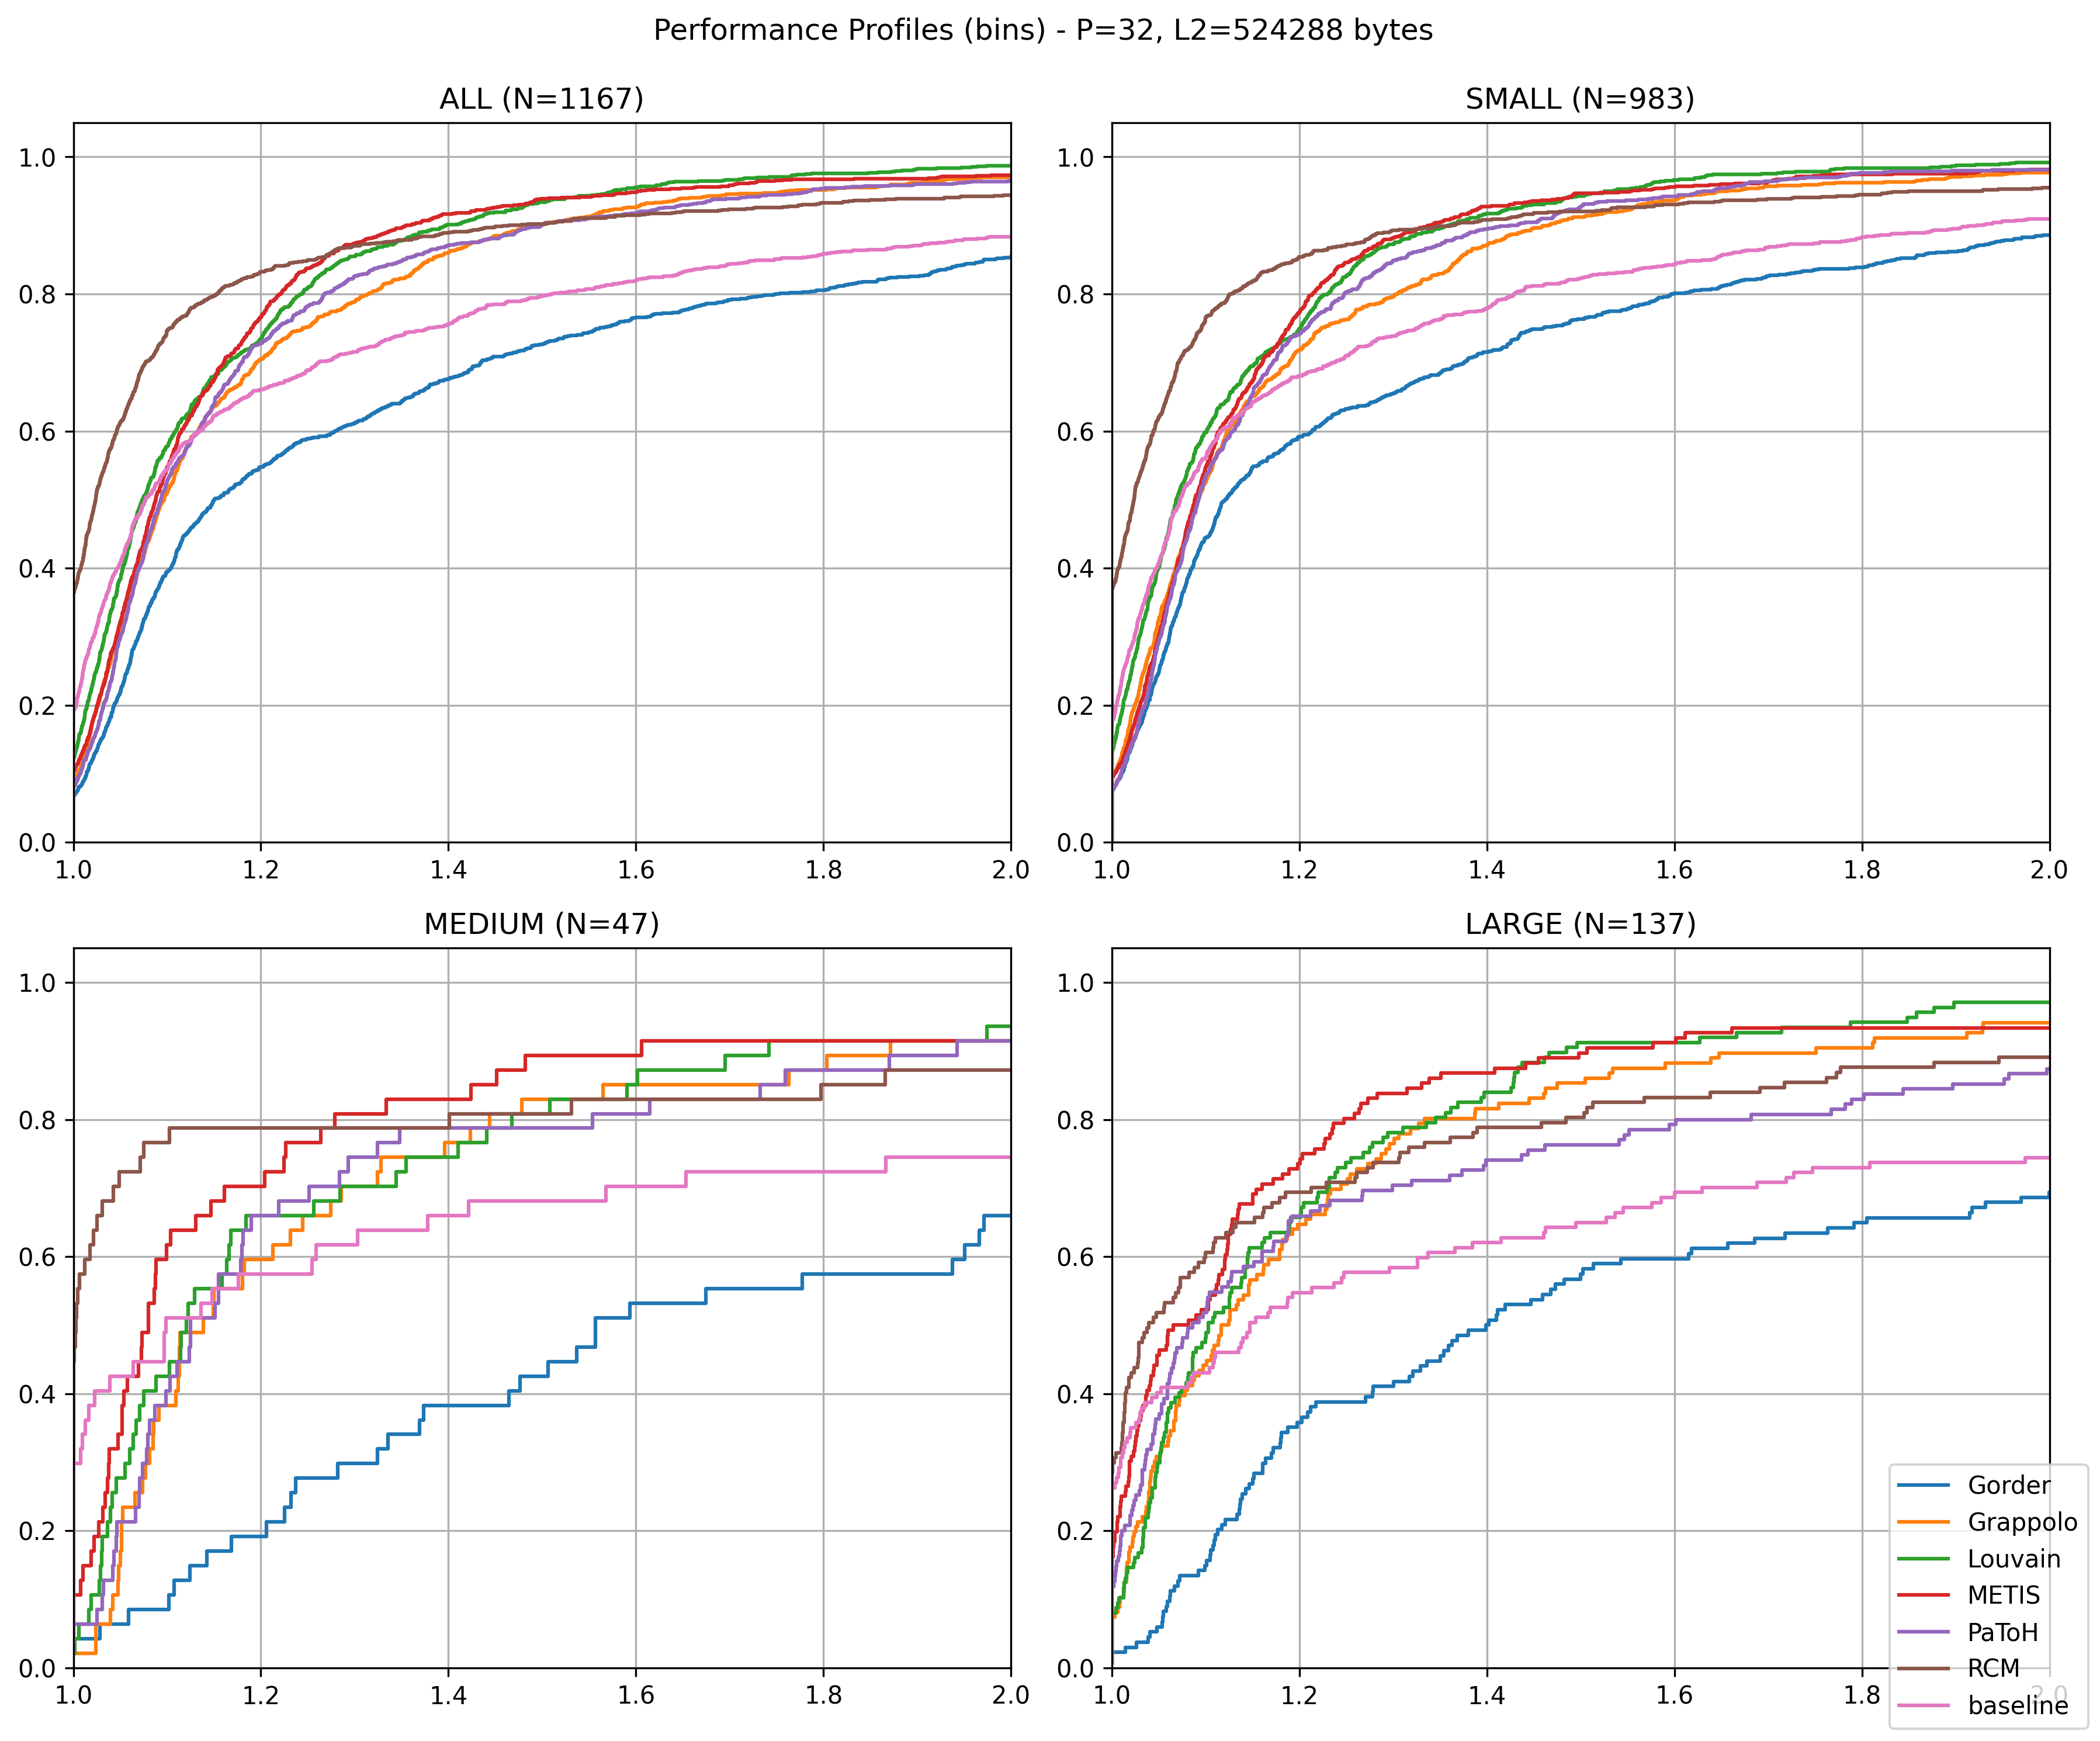 Performance Profiles (bins) - P=32, L2=524288 bytes
ALL (N=1167)
1.0
0.8
0.6
0.4
0.2
0.0
1.0 1.2 1.4 1.6 1.8 2.0
SMALL (N=983)
1.0
0.8
0.6
0.4
0.2
0.0
1.0 1.2 1.4 1.6 1.8 2.0
MEDIUM (N=47)
1.0
0.8
0.6
0.4
0.2
0.0
1.0 1.2 1.4 1.6 1.8 2.0
LARGE (N=137)
1.0
0.8
0.6
0.4
0.2
0.0
1.0 1.2 1.4 1.6 1.8 2.0
Gorder
Grappolo
Louvain
METIS
PaToH
RCM
baseline